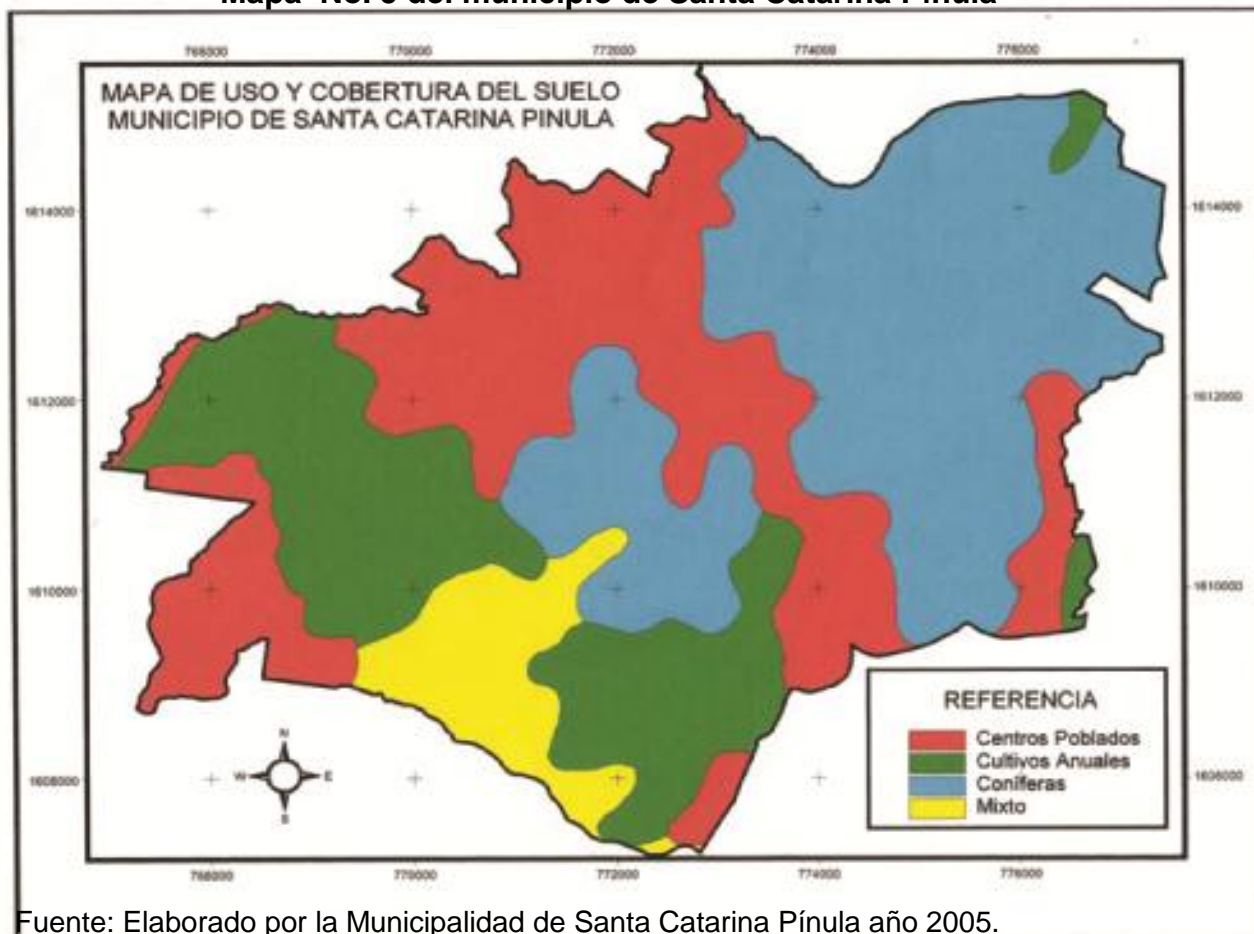 Mapa No. 3 del municipio de Santa Catarina Pinula
768000 770000 772000 774000 776000
MAPA DE USO Y COBERTURA DEL SUELO
MUNICIPIO DE SANTA CATARINA PINULA
1614000 1614000
1612000 1612000
1610000 1610000
REFERENCIA
Centros Poblados
Cultivos Anuales
Coníferas
Mixto
N
W E
S
1608000 1608000
768000 770000 772000 774000 776000
Fuente: Elaborado por la Municipalidad de Santa Catarina Pínula año 2005.